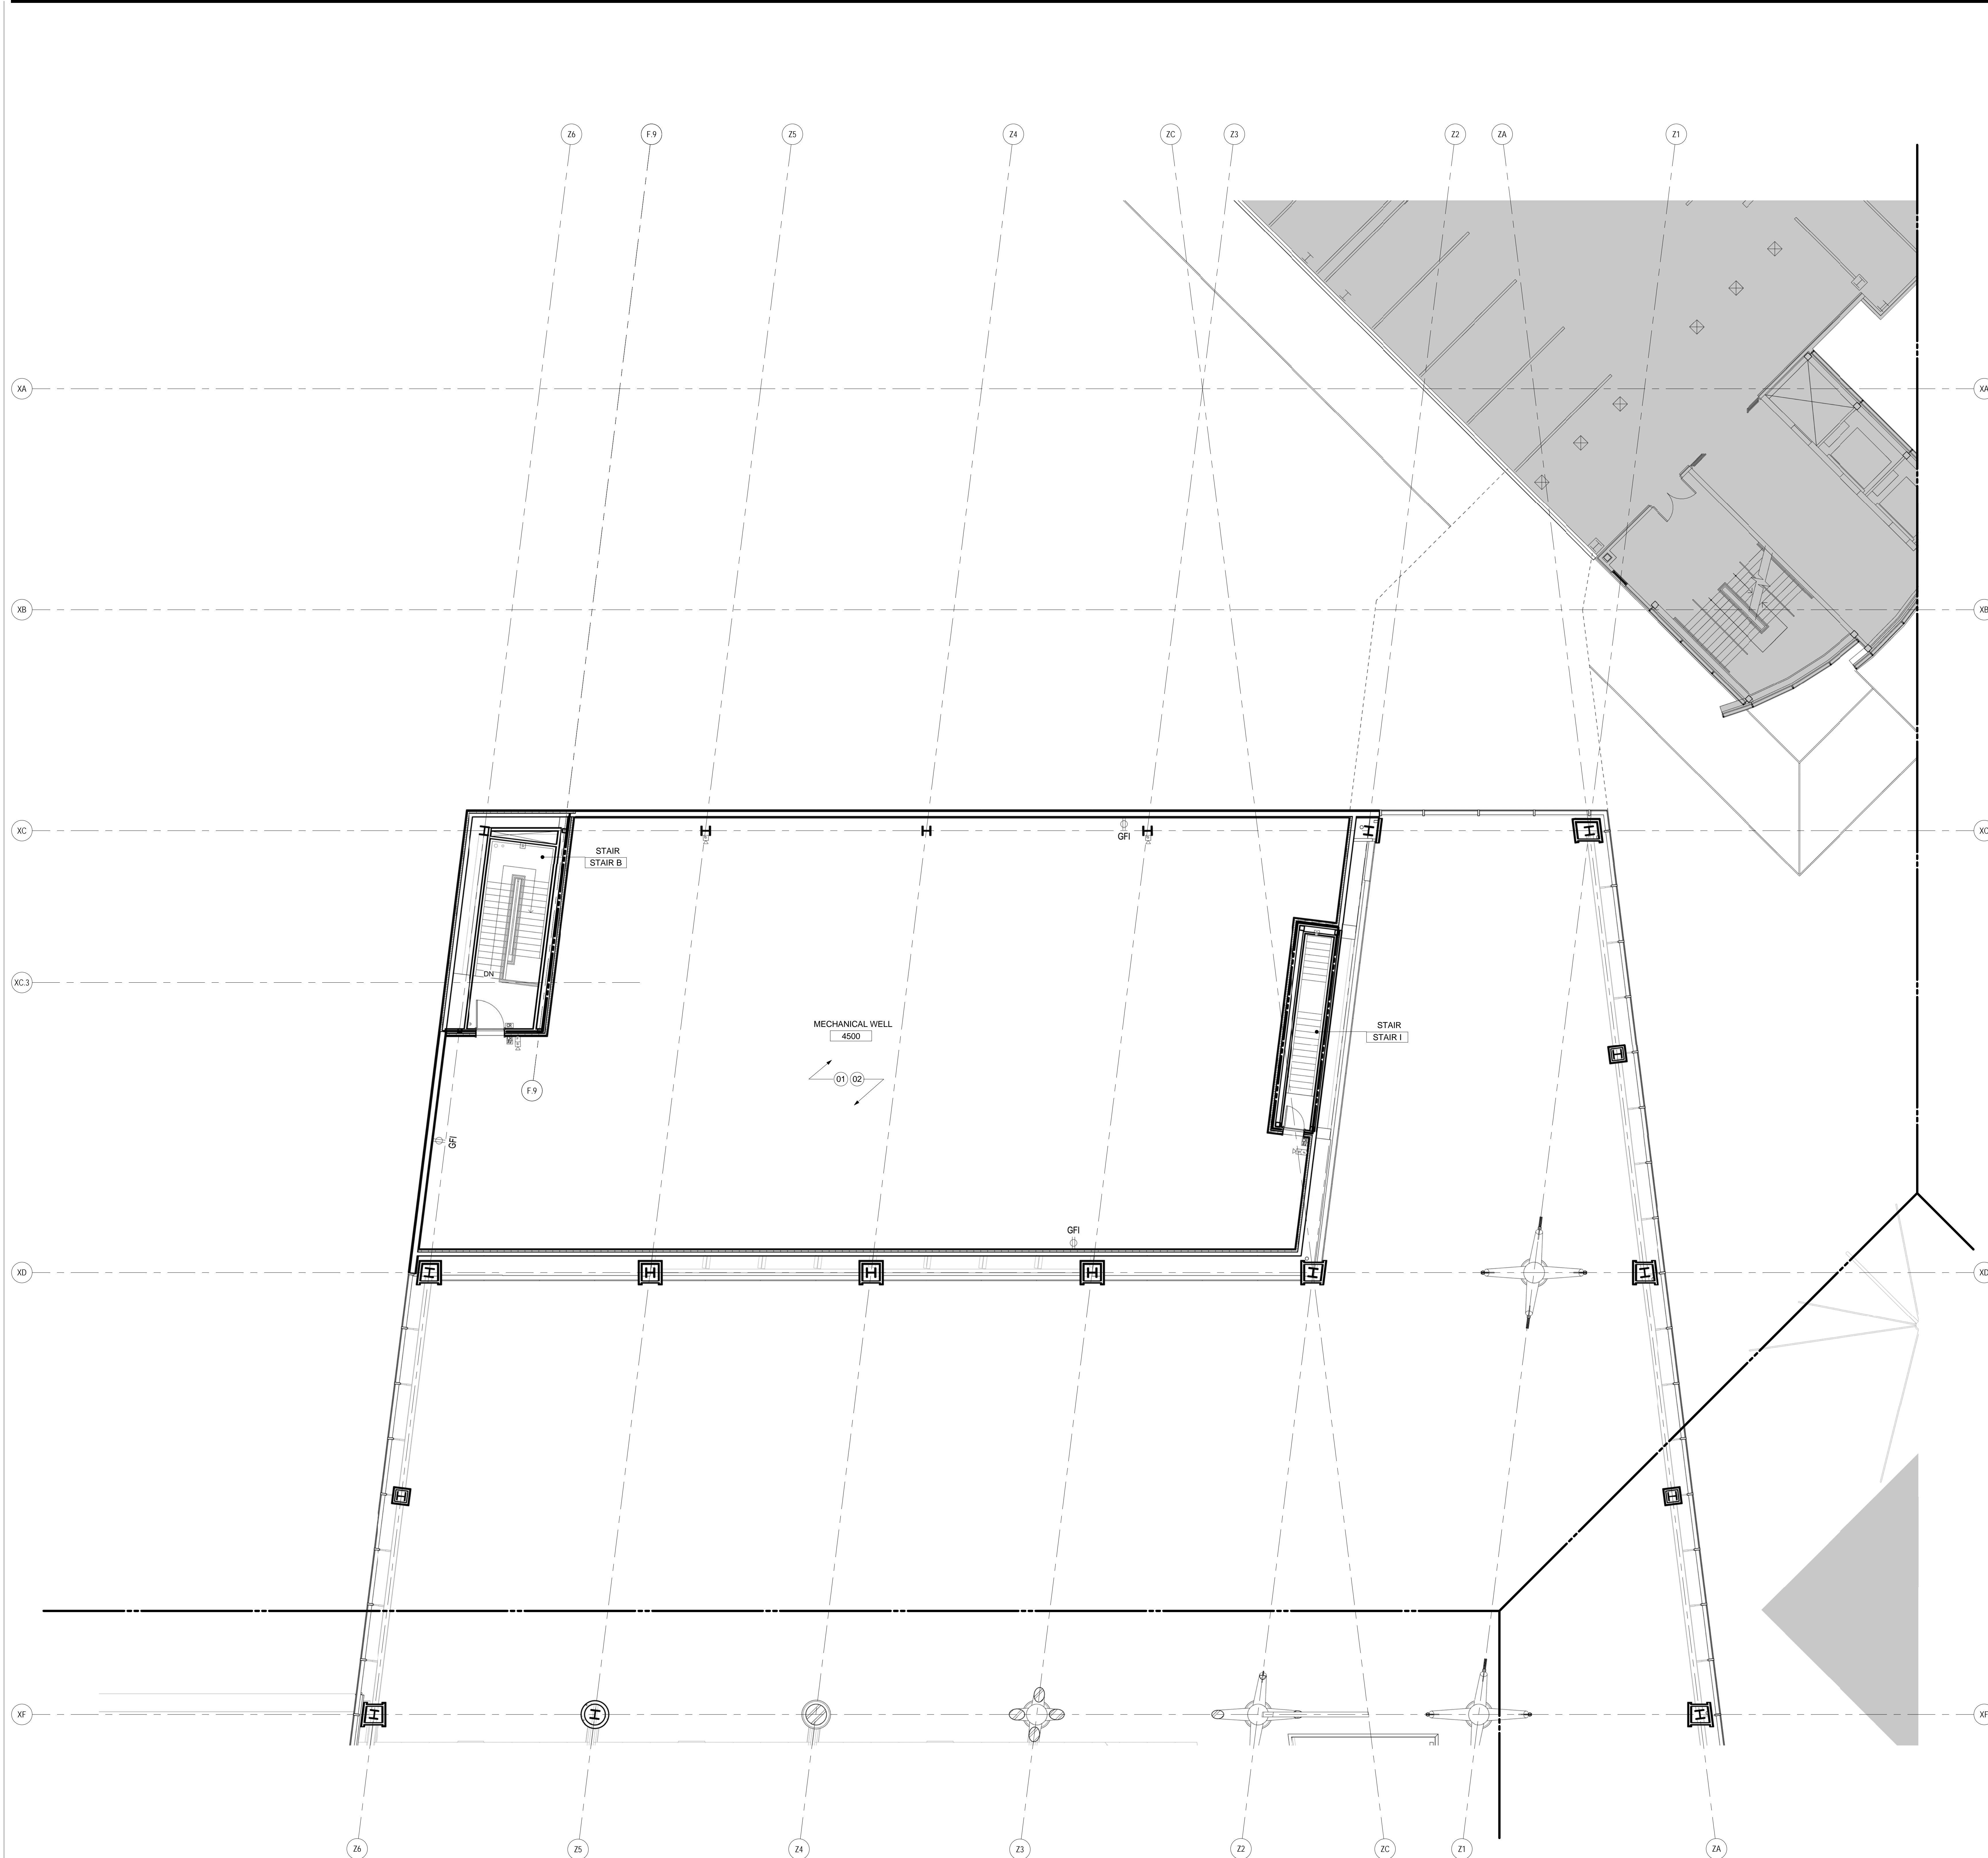 Z6 F.9 Z5 Z4 ZC Z3 Z2 ZA Z1
XA XA
XB XB
XC XC
GFI
STAIR
STAIR B
XC.3
DN
MECHANICAL WELL
4500
STAIR
STAIR I
01 02
F.9
GFI
GFI
XD XD
XF XF
Z6 Z5 Z4 Z3 Z2 ZC Z1 ZA